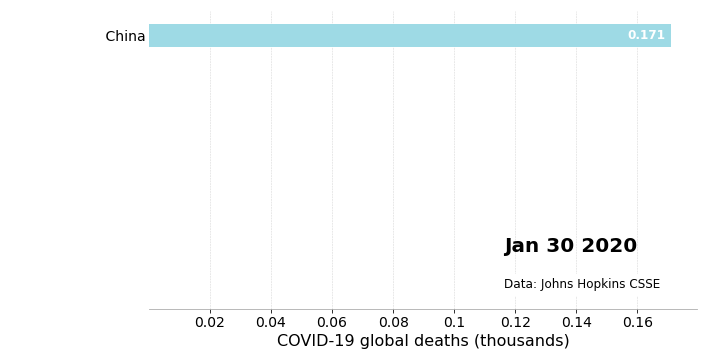 China 0.171
Jan 30 2020
Data: Johns Hopkins CSSE
0.02 0.04 0.06 0.08 0.1 0.12 0.14 0.16
COVID-19 global deaths (thousands)